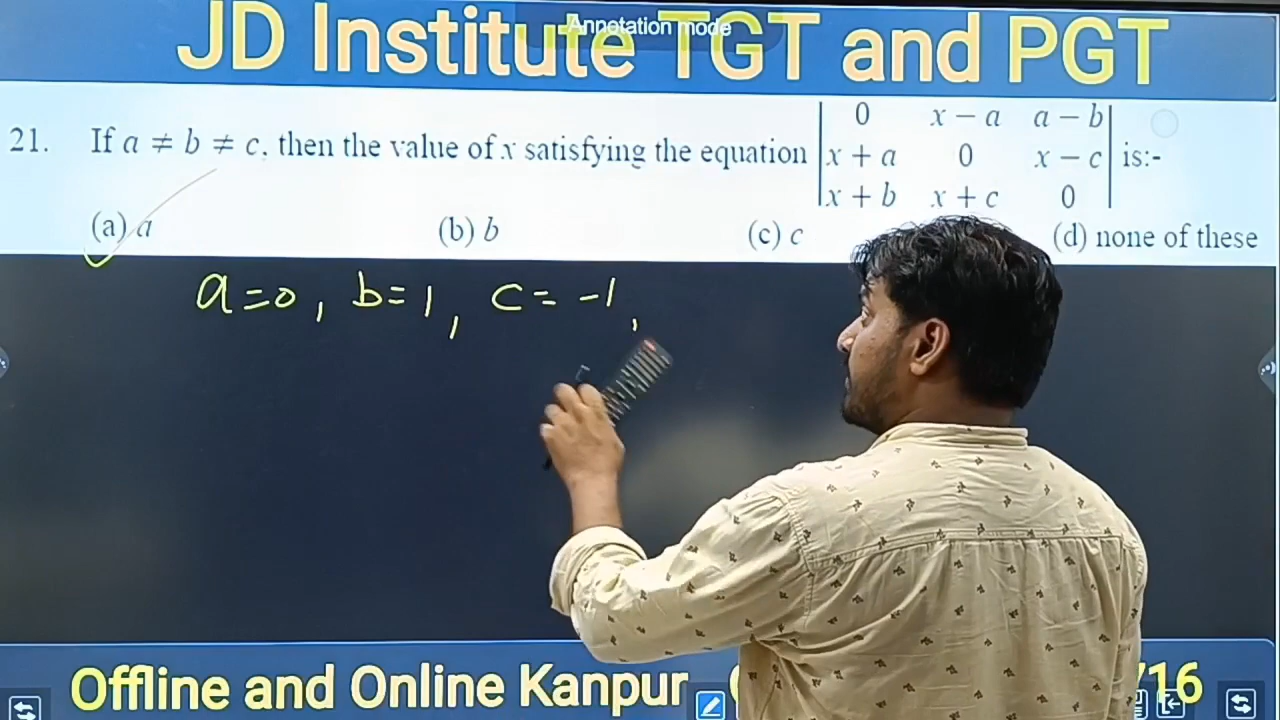 Annotation mode
JD Institute TGT and PGT
21. If a ≠ b ≠ c, then the value of x satisfying the equation | 0 x − a a − b |
| x + a 0 x − c | is:-
| x + b x + c 0 |
(a) a (b) b (c) c (d) none of these
a = 0, b = 1, c = -1,
Offline and Online Kanpur 716